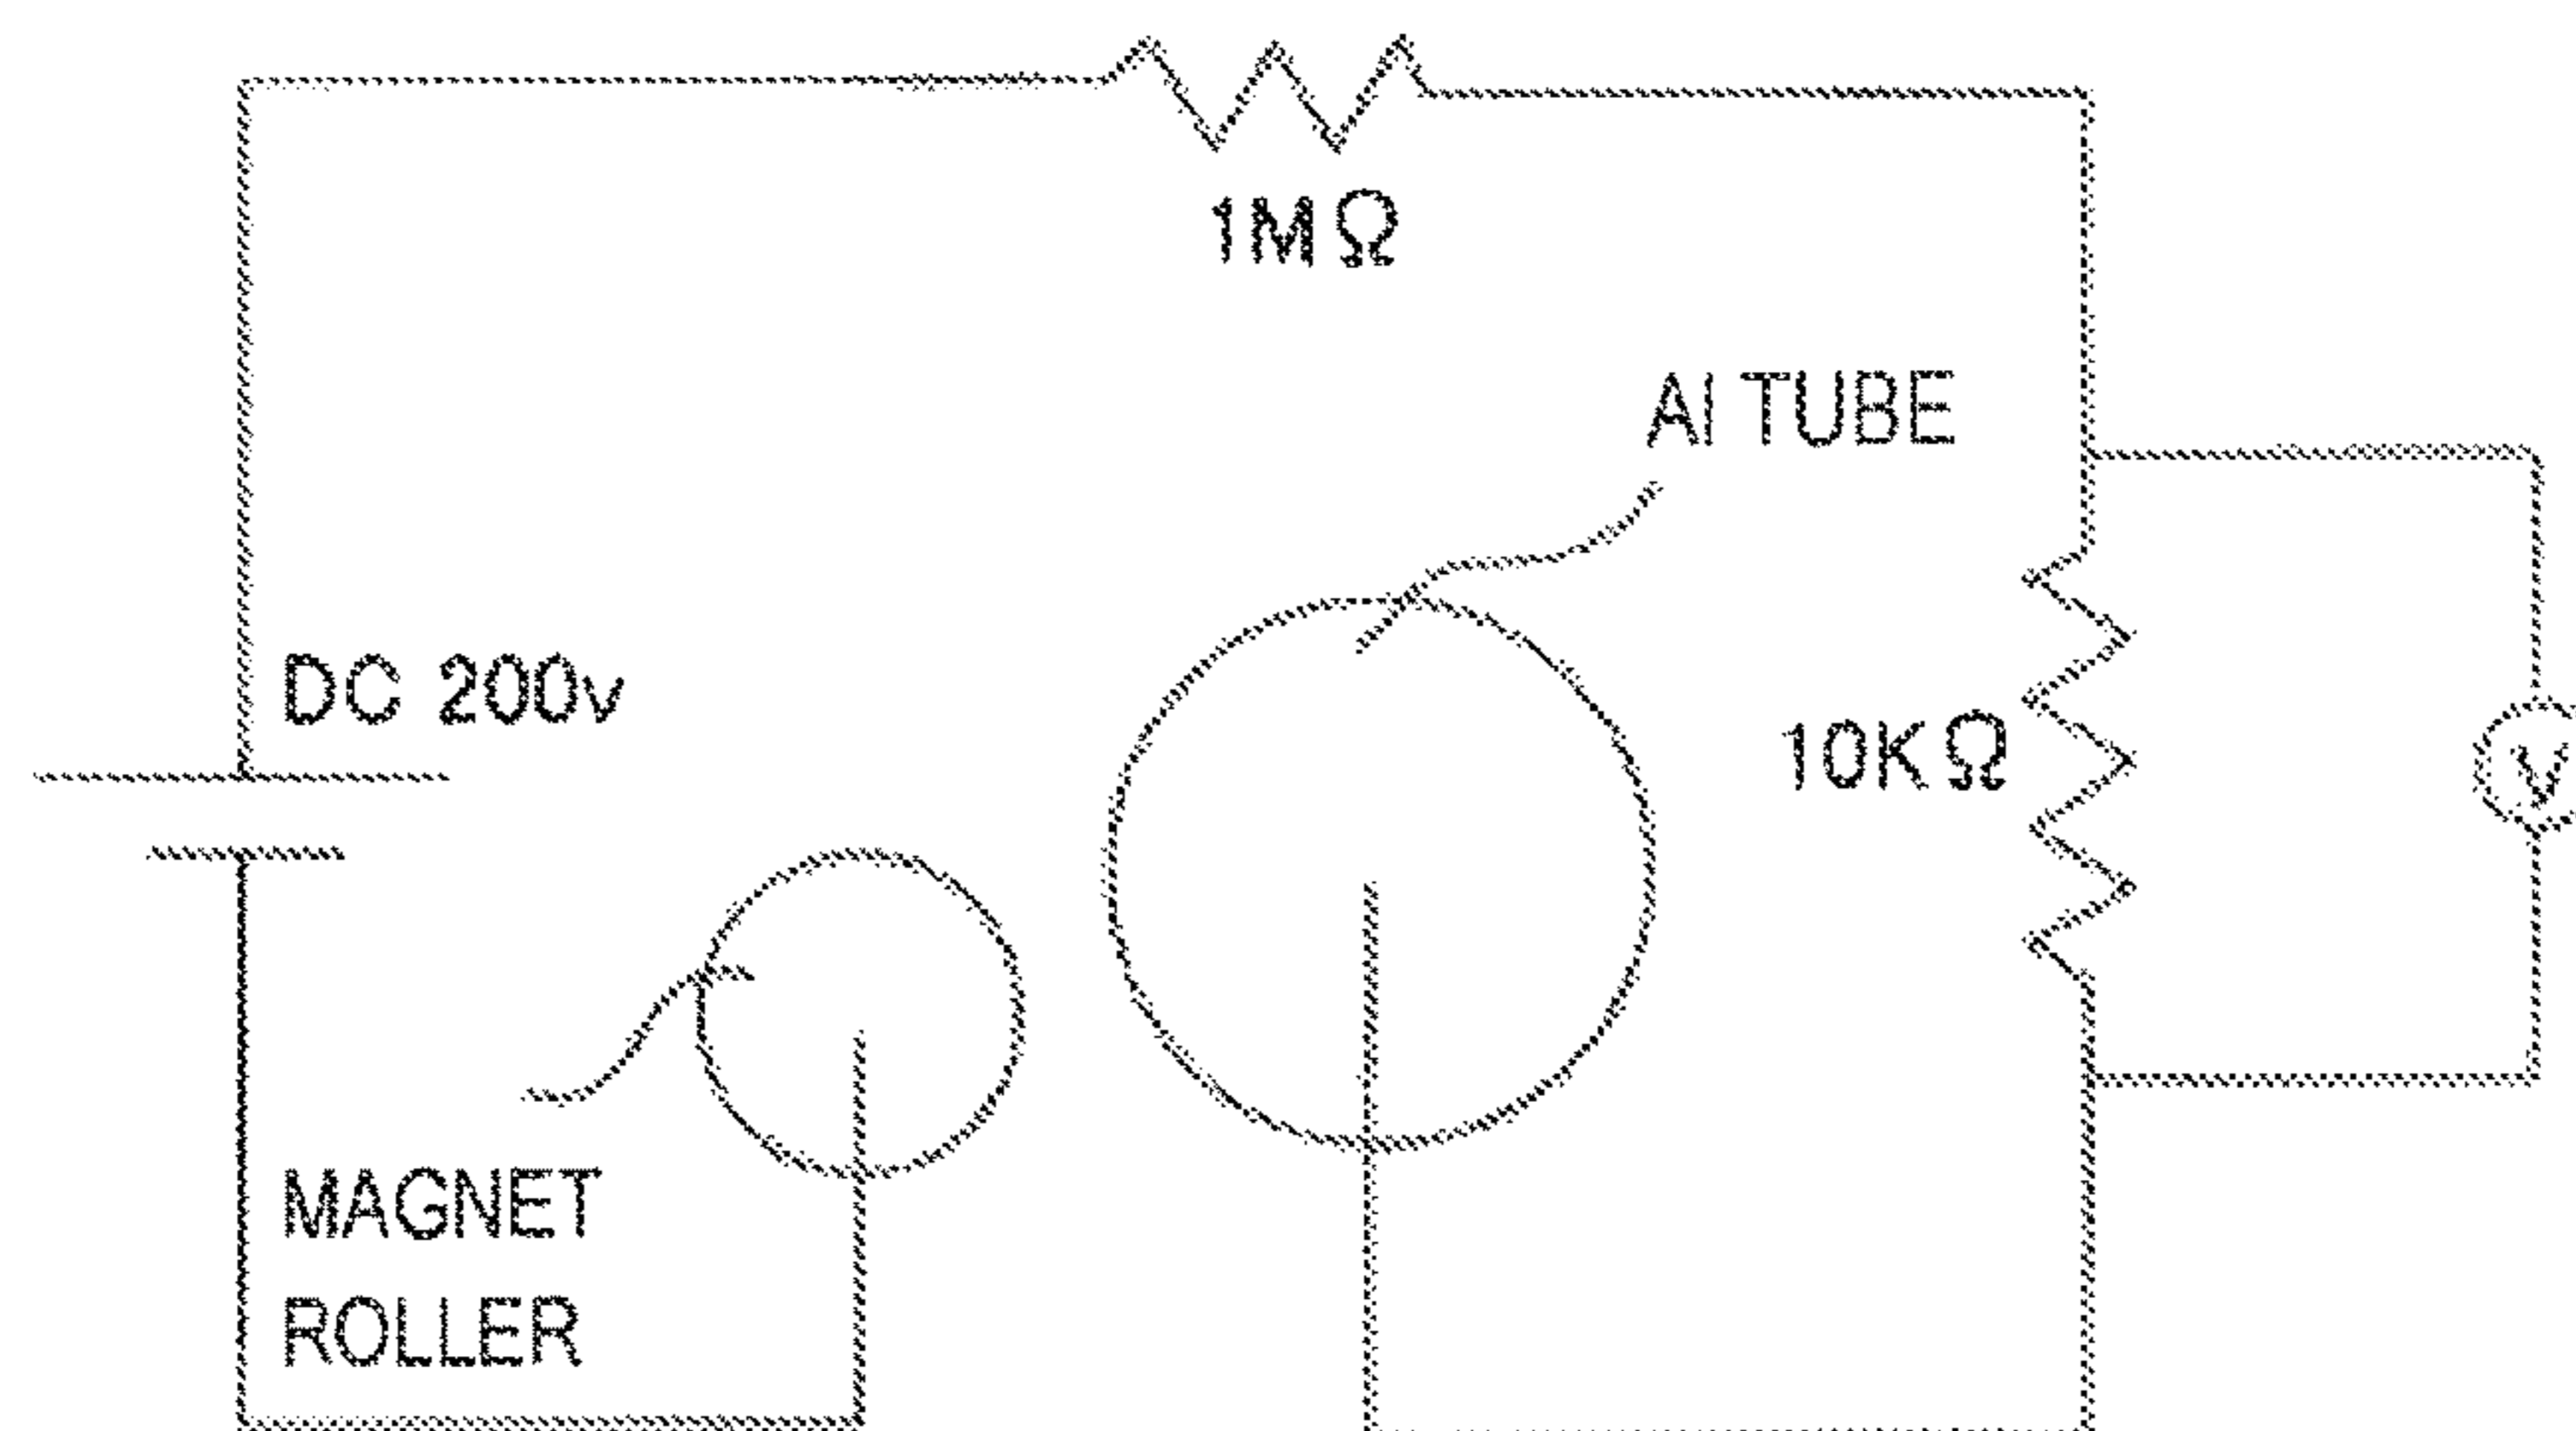 1MΩ
Al TUBE
DC 200v
10KΩ
V
MAGNET
ROLLER